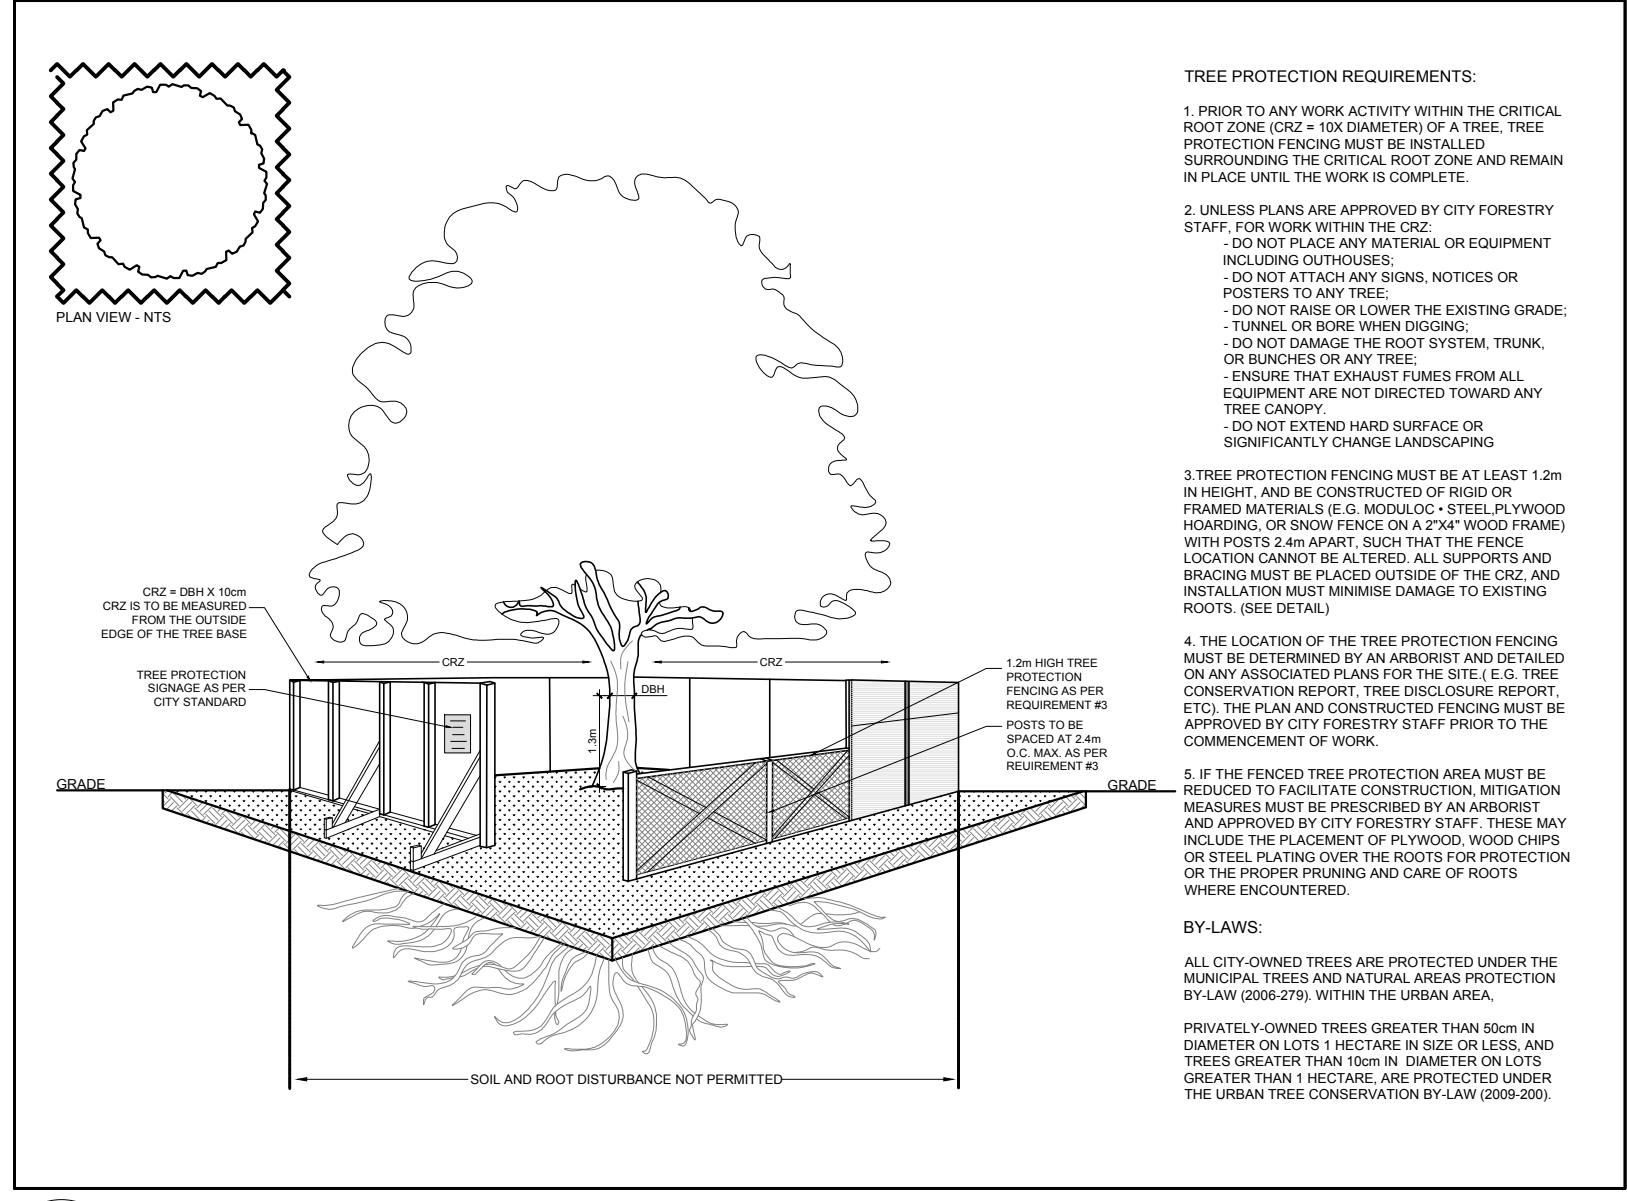 PLAN VIEW - NTS
CRZ = DBH X 10cm
CRZ IS TO BE MEASURED
FROM THE OUTSIDE
EDGE OF THE TREE BASE
TREE PROTECTION
SIGNAGE AS PER
CITY STANDARD
CRZ
CRZ
DBH
1.3m
1.2m HIGH TREE
PROTECTION
FENCING AS PER
REQUIREMENT #3
POSTS TO BE
SPACED AT 2.4m
O.C. MAX. AS PER
REUIREMENT #3
GRADE
GRADE
SOIL AND ROOT DISTURBANCE NOT PERMITTED
TREE PROTECTION REQUIREMENTS:
1. PRIOR TO ANY WORK ACTIVITY WITHIN THE CRITICAL
ROOT ZONE (CRZ = 10X DIAMETER) OF A TREE, TREE
PROTECTION FENCING MUST BE INSTALLED
SURROUNDING THE CRITICAL ROOT ZONE AND REMAIN
IN PLACE UNTIL THE WORK IS COMPLETE.
2. UNLESS PLANS ARE APPROVED BY CITY FORESTRY
STAFF, FOR WORK WITHIN THE CRZ:
- DO NOT PLACE ANY MATERIAL OR EQUIPMENT
INCLUDING OUTHOUSES;
- DO NOT ATTACH ANY SIGNS, NOTICES OR
POSTERS TO ANY TREE;
- DO NOT RAISE OR LOWER THE EXISTING GRADE;
- TUNNEL OR BORE WHEN DIGGING;
- DO NOT DAMAGE THE ROOT SYSTEM, TRUNK,
OR BUNCHES OR ANY TREE;
- ENSURE THAT EXHAUST FUMES FROM ALL
EQUIPMENT ARE NOT DIRECTED TOWARD ANY
TREE CANOPY.
- DO NOT EXTEND HARD SURFACE OR
SIGNIFICANTLY CHANGE LANDSCAPING
3.TREE PROTECTION FENCING MUST BE AT LEAST 1.2m
IN HEIGHT, AND BE CONSTRUCTED OF RIGID OR
FRAMED MATERIALS (E.G. MODULOC • STEEL,PLYWOOD
HOARDING, OR SNOW FENCE ON A 2"X4" WOOD FRAME)
WITH POSTS 2.4m APART, SUCH THAT THE FENCE
LOCATION CANNOT BE ALTERED. ALL SUPPORTS AND
BRACING MUST BE PLACED OUTSIDE OF THE CRZ, AND
INSTALLATION MUST MINIMISE DAMAGE TO EXISTING
ROOTS. (SEE DETAIL)
4. THE LOCATION OF THE TREE PROTECTION FENCING
MUST BE DETERMINED BY AN ARBORIST AND DETAILED
ON ANY ASSOCIATED PLANS FOR THE SITE.( E.G. TREE
CONSERVATION REPORT, TREE DISCLOSURE REPORT,
ETC). THE PLAN AND CONSTRUCTED FENCING MUST BE
APPROVED BY CITY FORESTRY STAFF PRIOR TO THE
COMMENCEMENT OF WORK.
5. IF THE FENCED TREE PROTECTION AREA MUST BE
REDUCED TO FACILITATE CONSTRUCTION, MITIGATION
MEASURES MUST BE PRESCRIBED BY AN ARBORIST
AND APPROVED BY CITY FORESTRY STAFF. THESE MAY
INCLUDE THE PLACEMENT OF PLYWOOD, WOOD CHIPS
OR STEEL PLATING OVER THE ROOTS FOR PROTECTION
OR THE PROPER PRUNING AND CARE OF ROOTS
WHERE ENCOUNTERED.
BY-LAWS:
ALL CITY-OWNED TREES ARE PROTECTED UNDER THE
MUNICIPAL TREES AND NATURAL AREAS PROTECTION
BY-LAW (2006-279). WITHIN THE URBAN AREA,
PRIVATELY-OWNED TREES GREATER THAN 50cm IN
DIAMETER ON LOTS 1 HECTARE IN SIZE OR LESS, AND
TREES GREATER THAN 10cm IN  DIAMETER ON LOTS
GREATER THAN 1 HECTARE, ARE PROTECTED UNDER
THE URBAN TREE CONSERVATION BY-LAW (2009-200).